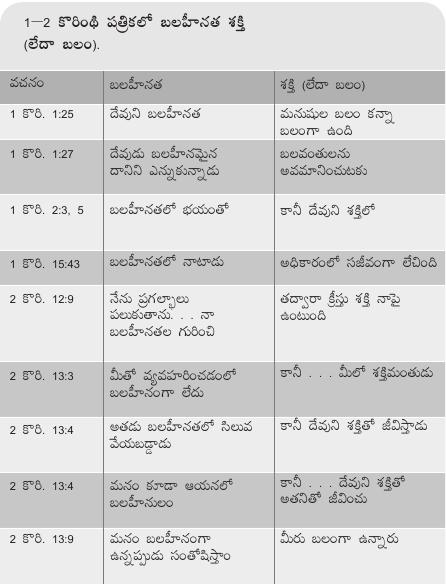 1—2 కొరింథి పత్రికలో బలహీనత శక్తి
(లేదా బలం).
వచనం బలహీనత శక్తి (లేదా బలం)
1 కొరి. 1:25 దేవుని బలహీనత మనుషుల బలం కన్నా
బలంగా ఉంది
1 కొరి. 1:27 దేవుడు బలహీనమైన బలవంతులను
దానిని ఎన్నుకున్నాడు అవమానించుటకు
1 కొరి. 2:3, 5 బలహీనతలో భయంతో కానీ దేవుని శక్తిలో
1 కొరి. 15:43 బలహీనతలో నాటాడు అధికారంలో సజీవంగా లేచింది
2 కొరి. 12:9 నేను ప్రగల్భాలు తద్వారా క్రీస్తు శక్తి నాపై
పలుకుతాను. . . నా ఉంటుంది
బలహీనతల గురించి
2 కొరి. 13:3 మీతో వ్యవహరించడంలో కానీ . . . మీలో శక్తిమంతుడు
బలహీనంగా లేదు
2 కొరి. 13:4 అతడు బలహీనతలో సిలువ కానీ దేవుని శక్తితో జీవిస్తాడు
వేయబడ్డాడు
2 కొరి. 13:4 మనం కూడా ఆయనలో కానీ . . . దేవుని శక్తితో
బలహీనులం అతనితో జీవించు
2 కొరి. 13:9 మనం బలహీనంగా మీరు బలంగా ఉన్నారు
ఉన్నప్పుడు సంతోషిస్తాం